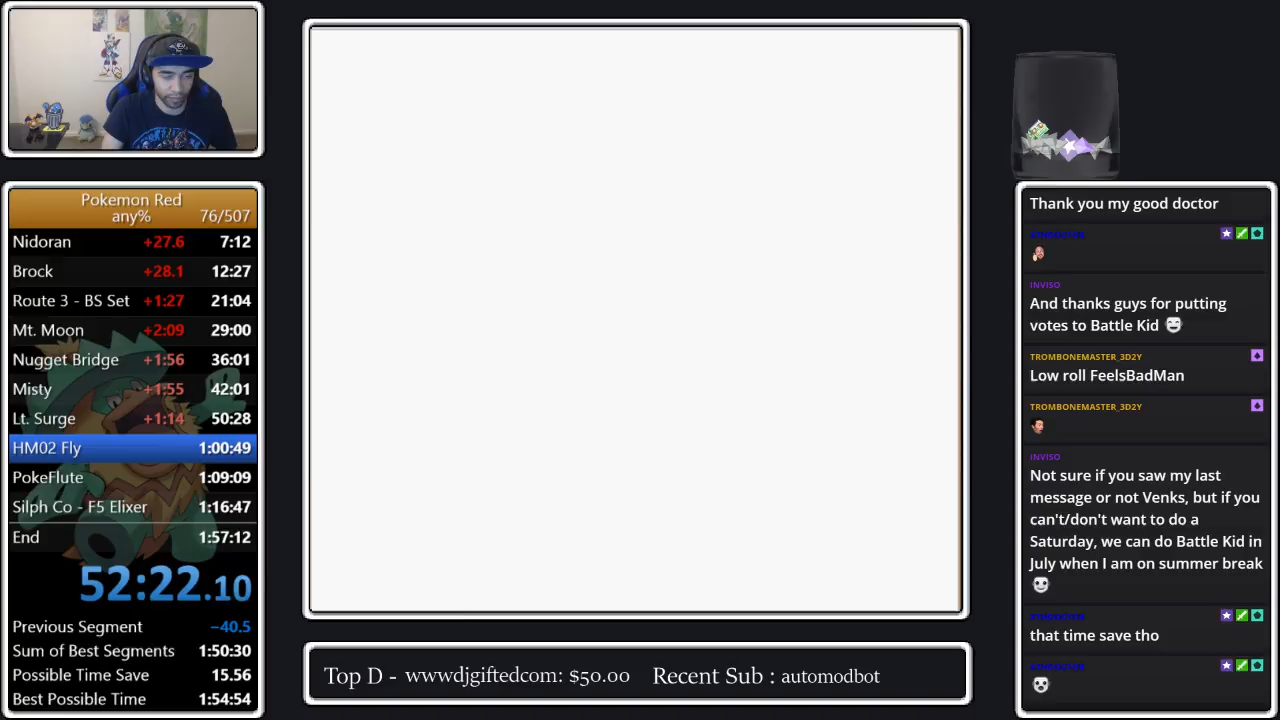 Pokemon Red
any% 76/507
Nidoran +27.6 7:12
Brock +28.1 12:27
Route 3 - BS Set +1:27 21:04
Mt. Moon +2:09 29:00
Nugget Bridge +1:56 36:01
Misty +1:55 42:01
Lt. Surge +1:14 50:28
HM02 Fly 1:00:49
PokeFlute 1:09:09
Silph Co - F5 Elixer 1:16:47
End 1:57:12
52:22.10
Previous Segment −40.5
Sum of Best Segments 1:50:30
Possible Time Save 15.56
Best Possible Time 1:54:54
Top D - wwwdjgiftedcom: $50.00 Recent Sub : automodbot
Thank you my good doctor
INVISO
And thanks guys for putting
votes to Battle Kid
TROMBONEMASTER_3D2Y
Low roll FeelsBadMan
TROMBONEMASTER_3D2Y
INVISO
Not sure if you saw my last
message or not Venks, but if you
can't/don't want to do a
Saturday, we can do Battle Kid in
July when I am on summer break
that time save tho